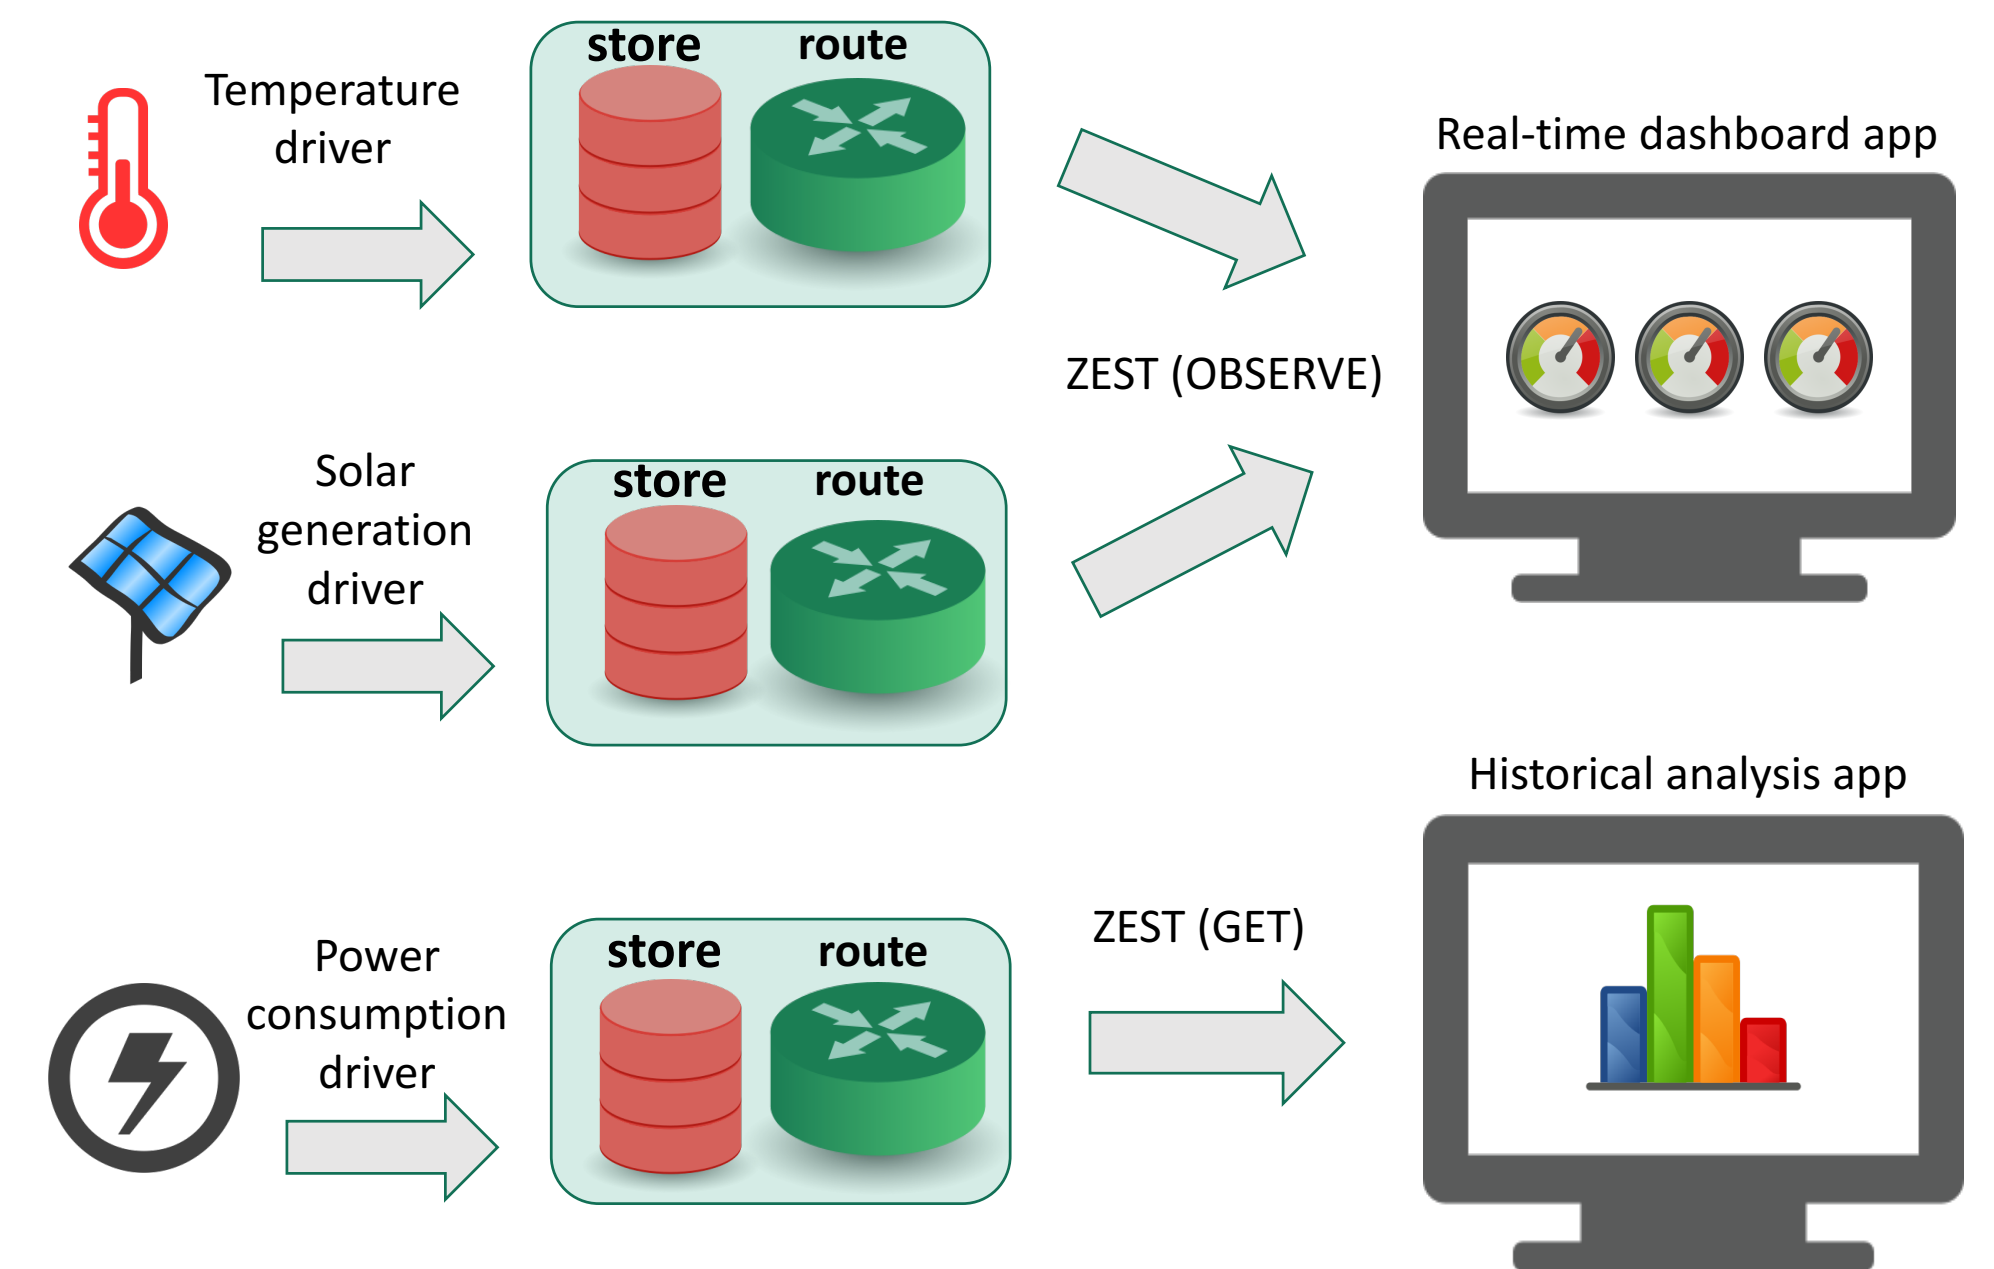 store
route
Temperature
driver
Real-time dashboard app
ZEST (OBSERVE)
Solar
generation
driver
store
route
Historical analysis app
Power
consumption
driver
store
route
ZEST (GET)